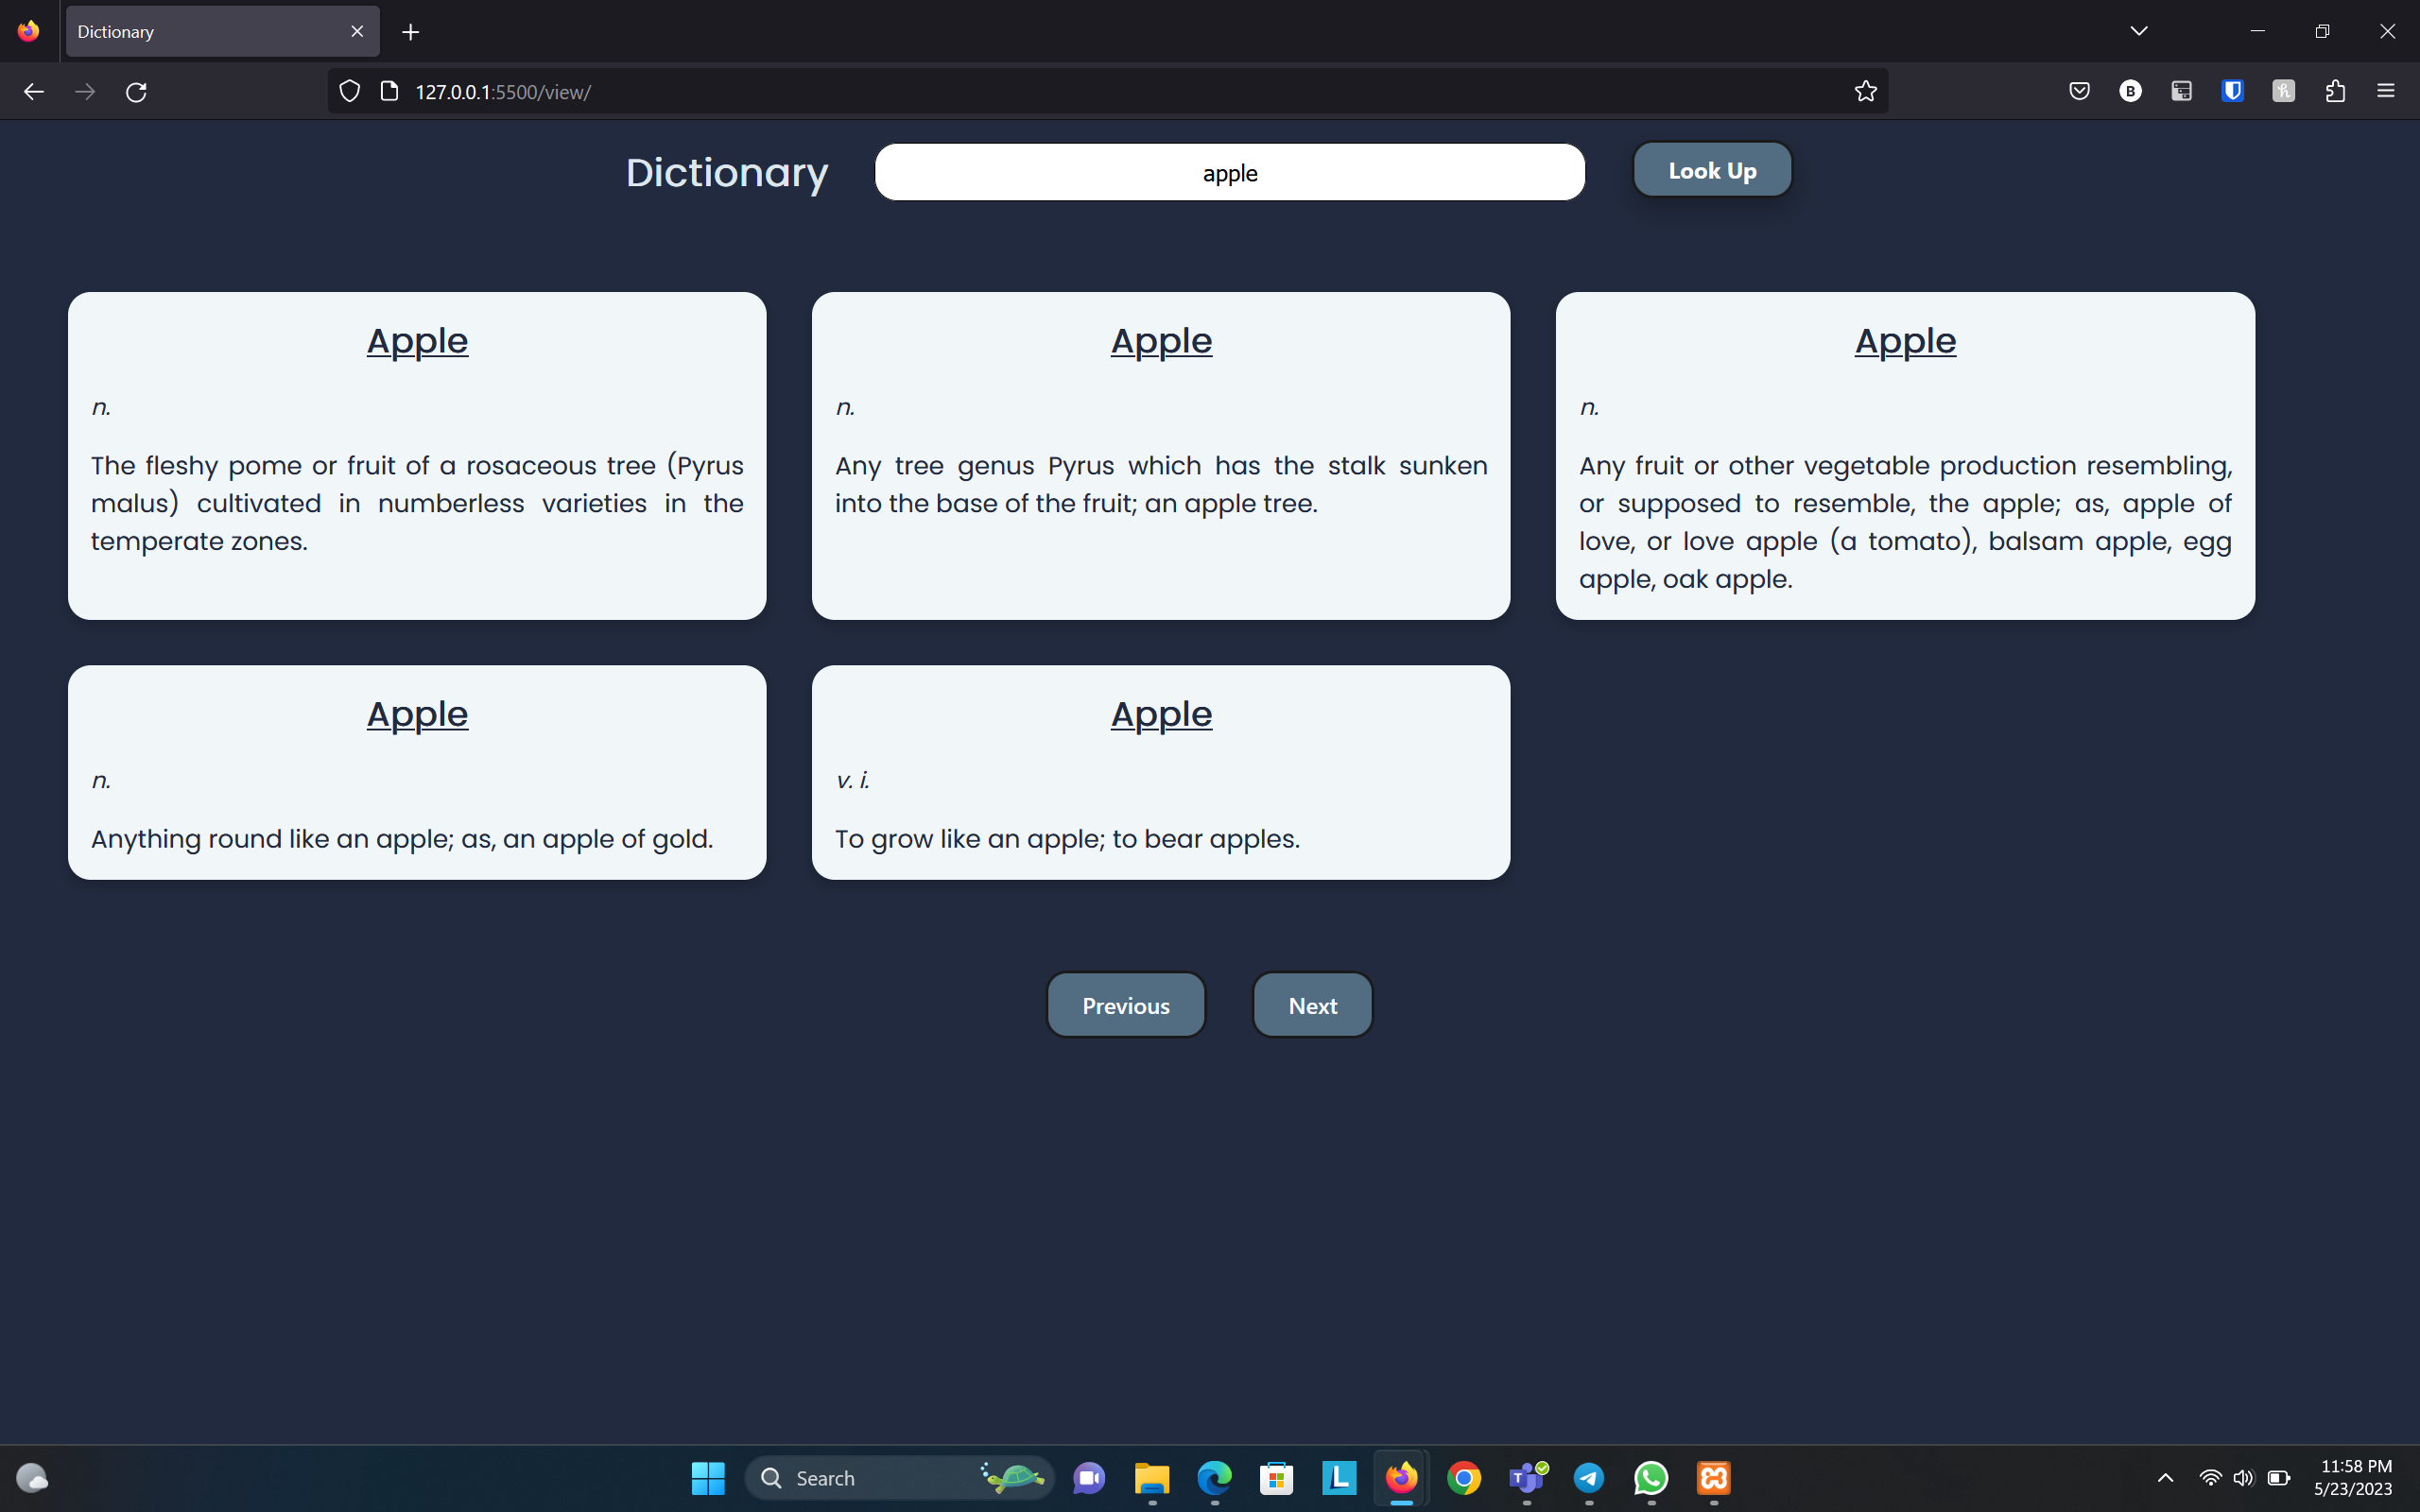 Dictionary
127.0.0.1:5500/view/
Dictionary
apple
Look Up
Apple
n.
The fleshy pome or fruit of a rosaceous tree (Pyrus
malus) cultivated in numberless varieties in the
temperate zones.
Apple
n.
Any tree genus Pyrus which has the stalk sunken
into the base of the fruit; an apple tree.
Apple
n.
Any fruit or other vegetable production resembling,
or supposed to resemble, the apple; as, apple of
love, or love apple (a tomato), balsam apple, egg
apple, oak apple.
Apple
n.
Anything round like an apple; as, an apple of gold.
Apple
v. i.
To grow like an apple; to bear apples.
Previous
Next
Search
11:58 PM
5/23/2023